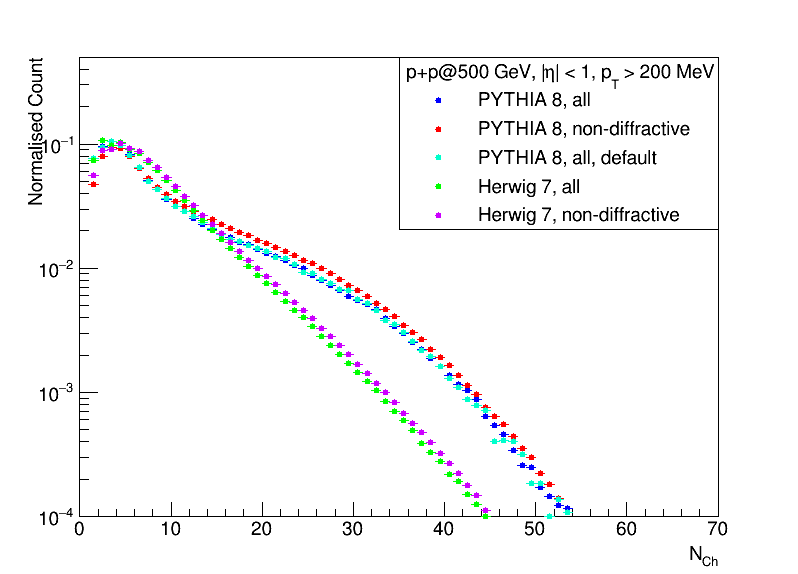 Normalised Count
p+p@500 GeV, |η| < 1, p_T > 200 MeV
PYTHIA 8, all
PYTHIA 8, non-diffractive
PYTHIA 8, all, default
Herwig 7, all
Herwig 7, non-diffractive
10⁻¹
10⁻²
10⁻³
10⁻⁴
0 10 20 30 40 50 60 70
N_Ch